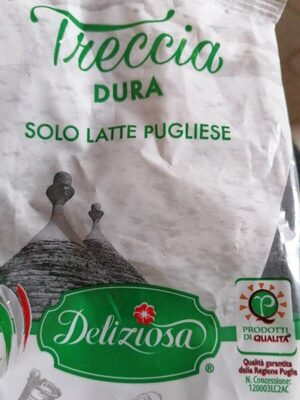 Treccia
DURA
SOLO LATTE PUGLIESE
Deliziosa
®
PRODOTTI
DI QUALITÀ
Qualità garantita
dalla Regione Puglia
N. Concessione:
120003LC2AC